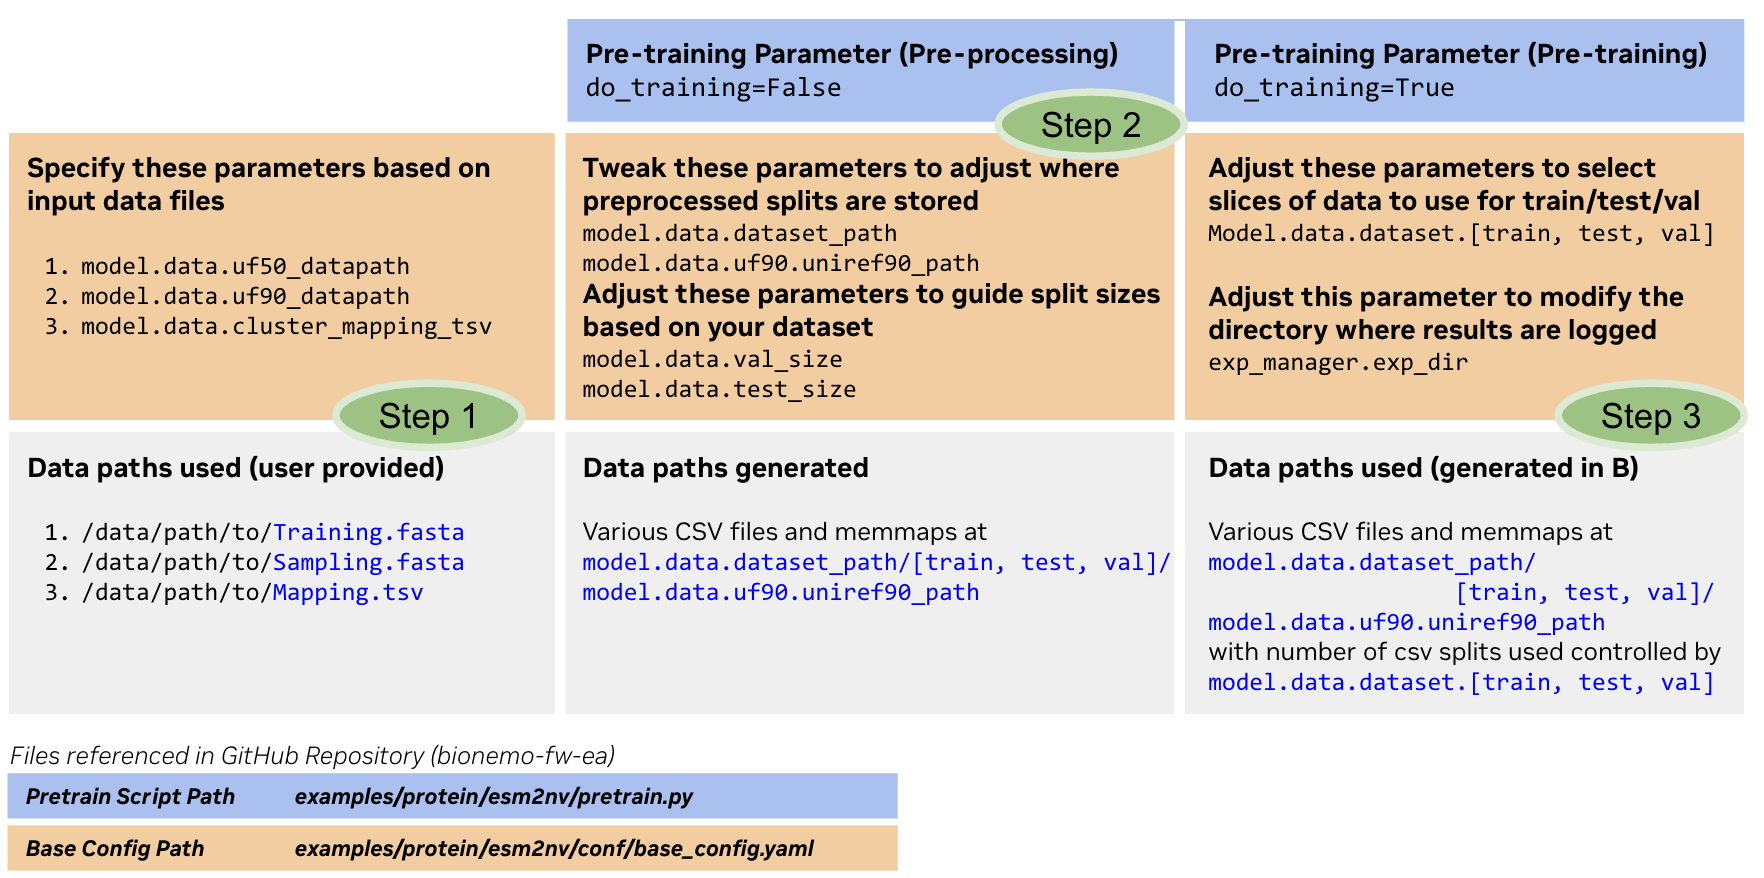 Pre-training Parameter (Pre-processing)
do_training=False
Pre-training Parameter (Pre-training)
do_training=True
Step 2
Specify these parameters based on
input data files
1. model.data.uf50_datapath
2. model.data.uf90_datapath
3. model.data.cluster_mapping_tsv
Step 1
Tweak these parameters to adjust where
preprocessed splits are stored
model.data.dataset_path
model.data.uf90.uniref90_path
Adjust these parameters to guide split sizes
based on your dataset
model.data.val_size
model.data.test_size
Adjust these parameters to select
slices of data to use for train/test/val
Model.data.dataset.[train, test, val]
Adjust this parameter to modify the
directory where results are logged
exp_manager.exp_dir
Step 3
Data paths used (user provided)
1. /data/path/to/Training.fasta
2. /data/path/to/Sampling.fasta
3. /data/path/to/Mapping.tsv
Data paths generated
Various CSV files and memmaps at
model.data.dataset_path/[train, test, val]/
model.data.uf90.uniref90_path
Data paths used (generated in B)
Various CSV files and memmaps at
model.data.dataset_path/
[train, test, val]/
model.data.uf90.uniref90_path
with number of csv splits used controlled by
model.data.dataset.[train, test, val]
Files referenced in GitHub Repository (bionemo-fw-ea)
Pretrain Script Path examples/protein/esm2nv/pretrain.py
Base Config Path examples/protein/esm2nv/conf/base_config.yaml